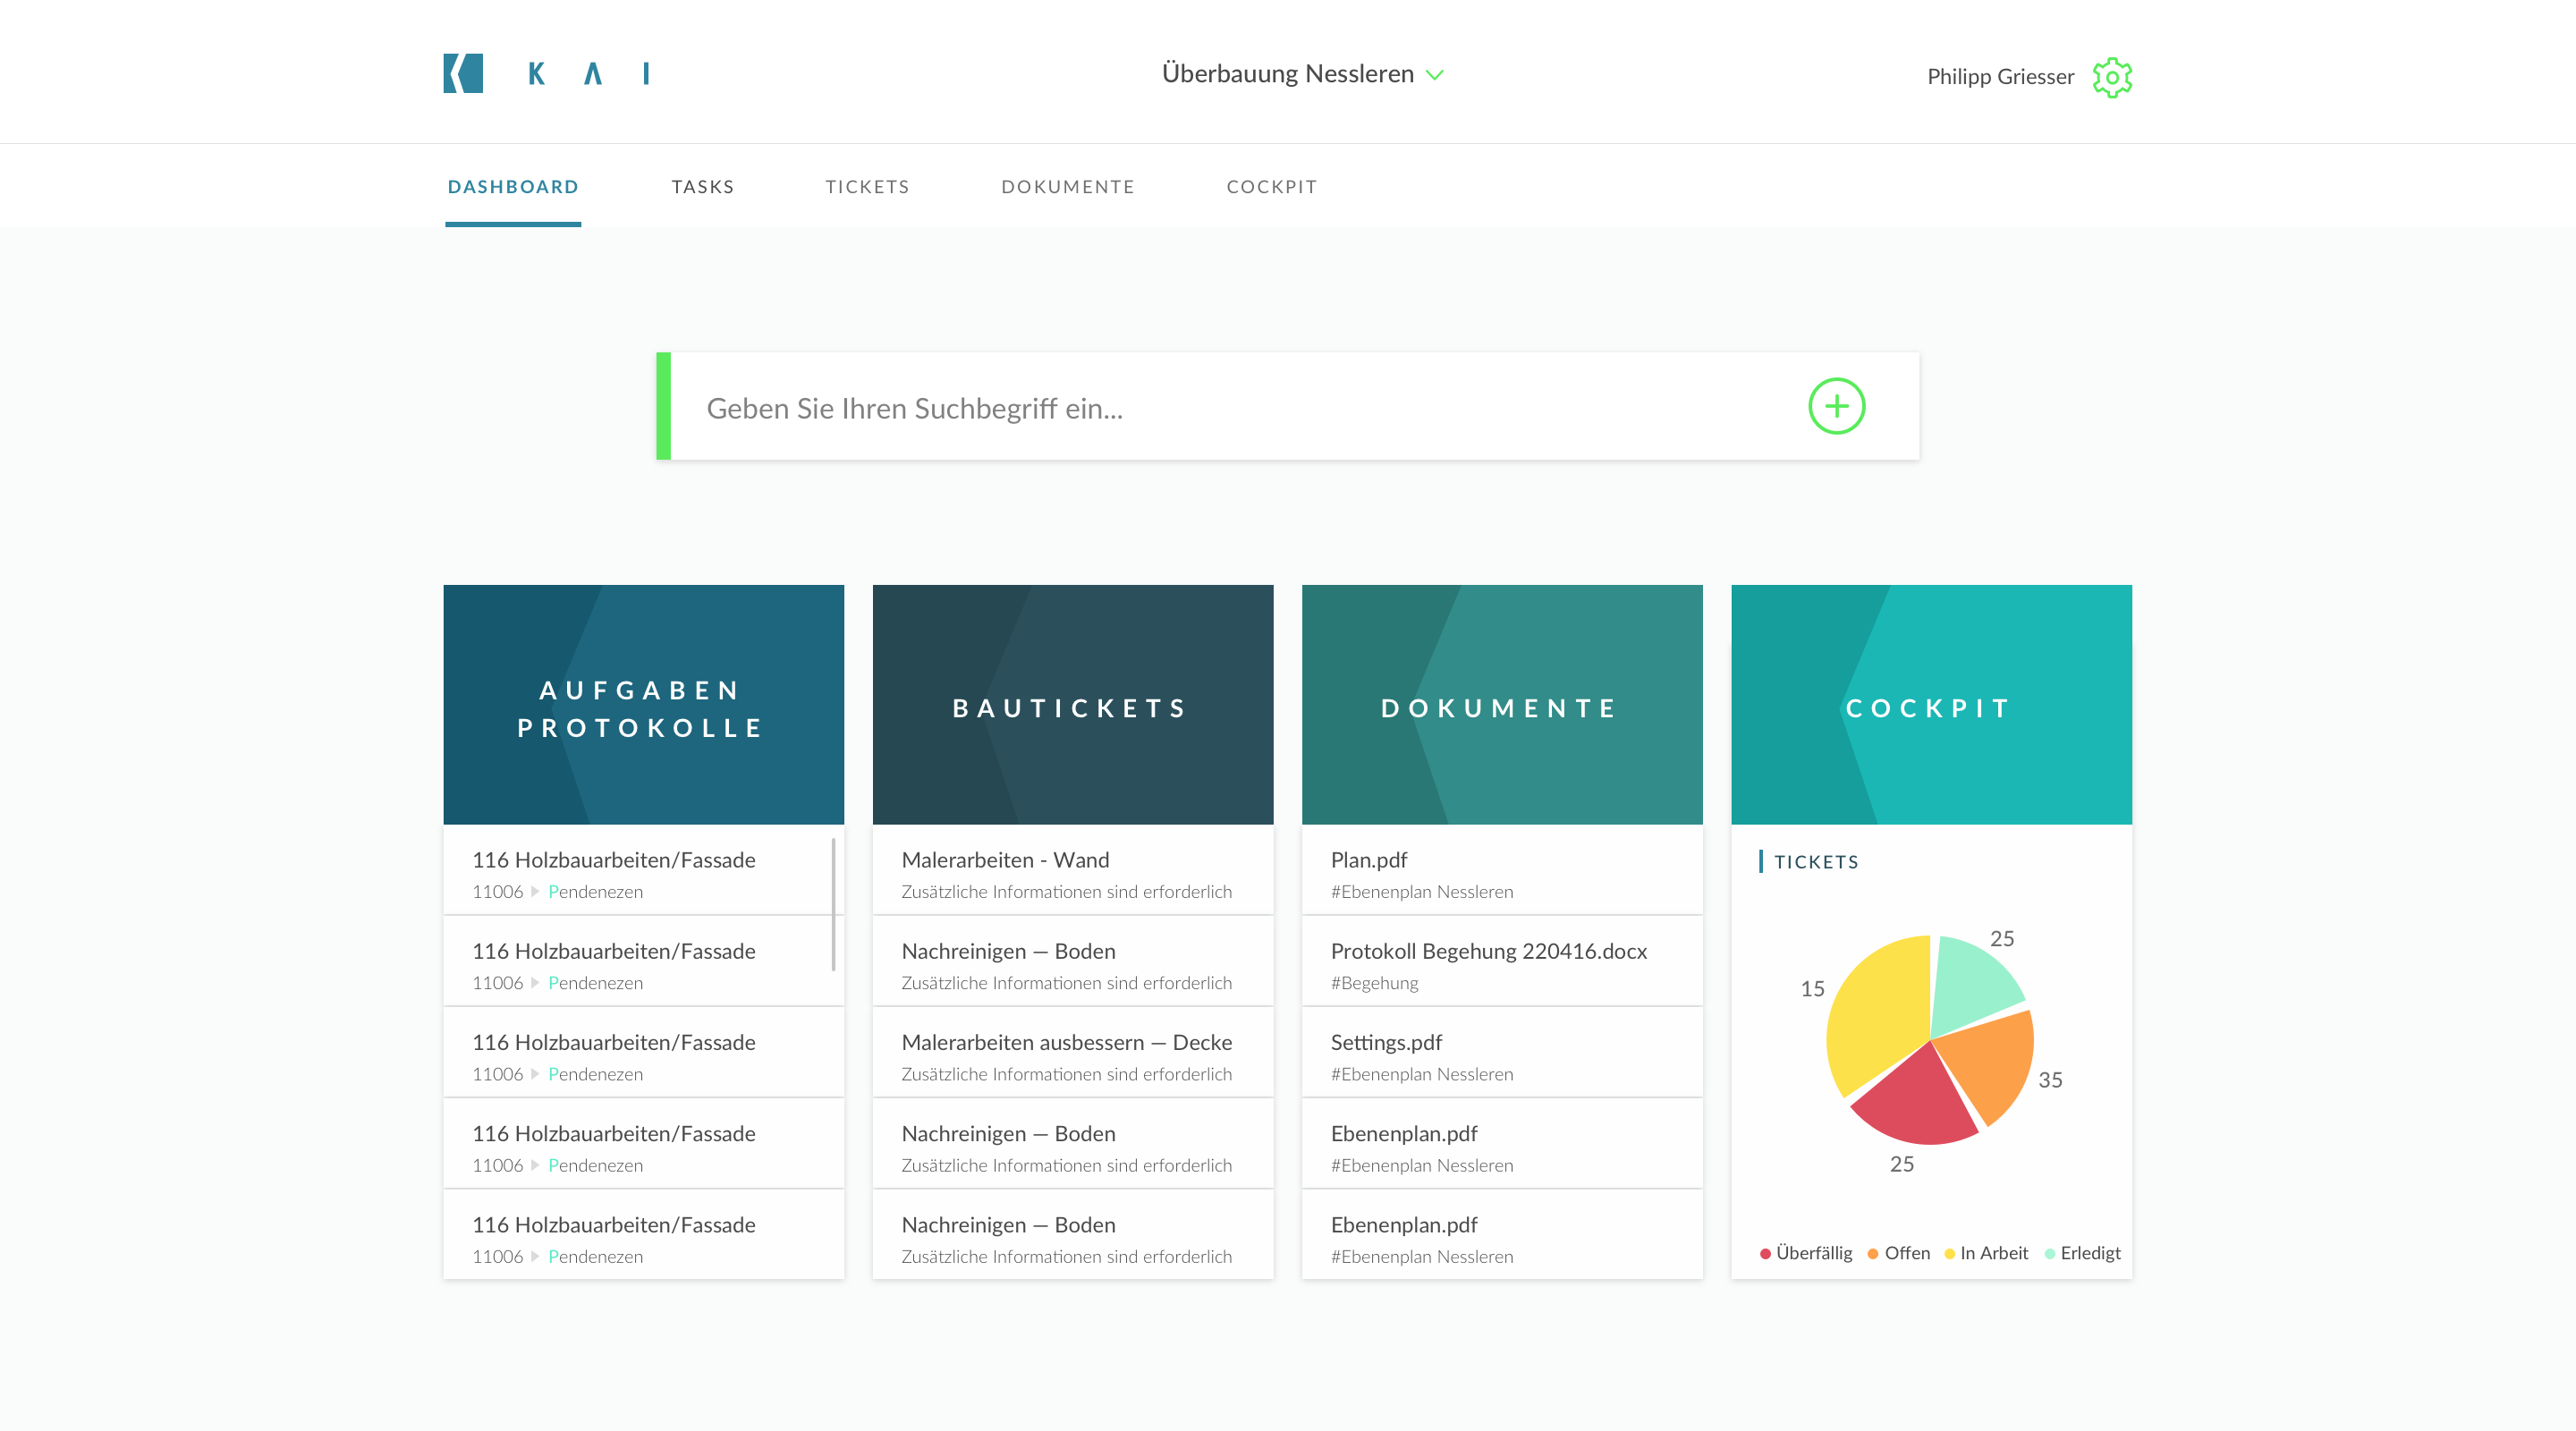 KAI
Überbauung Nessleren
Philipp Griesser
DASHBOARD
TASKS
TICKETS
DOKUMENTE
COCKPIT
Geben Sie Ihren Suchbegriff ein...
AUFGABEN
PROTOKOLLE
116 Holzbauarbeiten/Fassade
11006 Pendenezen
116 Holzbauarbeiten/Fassade
11006 Pendenezen
116 Holzbauarbeiten/Fassade
11006 Pendenezen
116 Holzbauarbeiten/Fassade
11006 Pendenezen
116 Holzbauarbeiten/Fassade
11006 Pendenezen
BAUTICKETS
Malerarbeiten - Wand
Zusätzliche Informationen sind erforderlich
Nachreinigen — Boden
Zusätzliche Informationen sind erforderlich
Malerarbeiten ausbessern — Decke
Zusätzliche Informationen sind erforderlich
Nachreinigen — Boden
Zusätzliche Informationen sind erforderlich
Nachreinigen — Boden
Zusätzliche Informationen sind erforderlich
DOKUMENTE
Plan.pdf
#Ebenenplan Nessleren
Protokoll Begehung 220416.docx
#Begehung
Settings.pdf
#Ebenenplan Nessleren
Ebenenplan.pdf
#Ebenenplan Nessleren
Ebenenplan.pdf
#Ebenenplan Nessleren
COCKPIT
TICKETS
25
15
35
25
Überfällig
Offen
In Arbeit
Erledigt